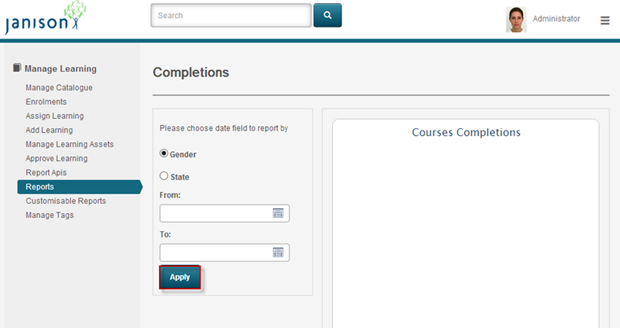 janison
Search
Administrator
Manage Learning
Manage Catalogue
Enrolments
Assign Learning
Add Learning
Manage Learning Assets
Approve Learning
Report Apis
Reports
Customisable Reports
Manage Tags
Completions
Please choose date field to report by
Gender
State
From:
To:
Apply
Courses Completions